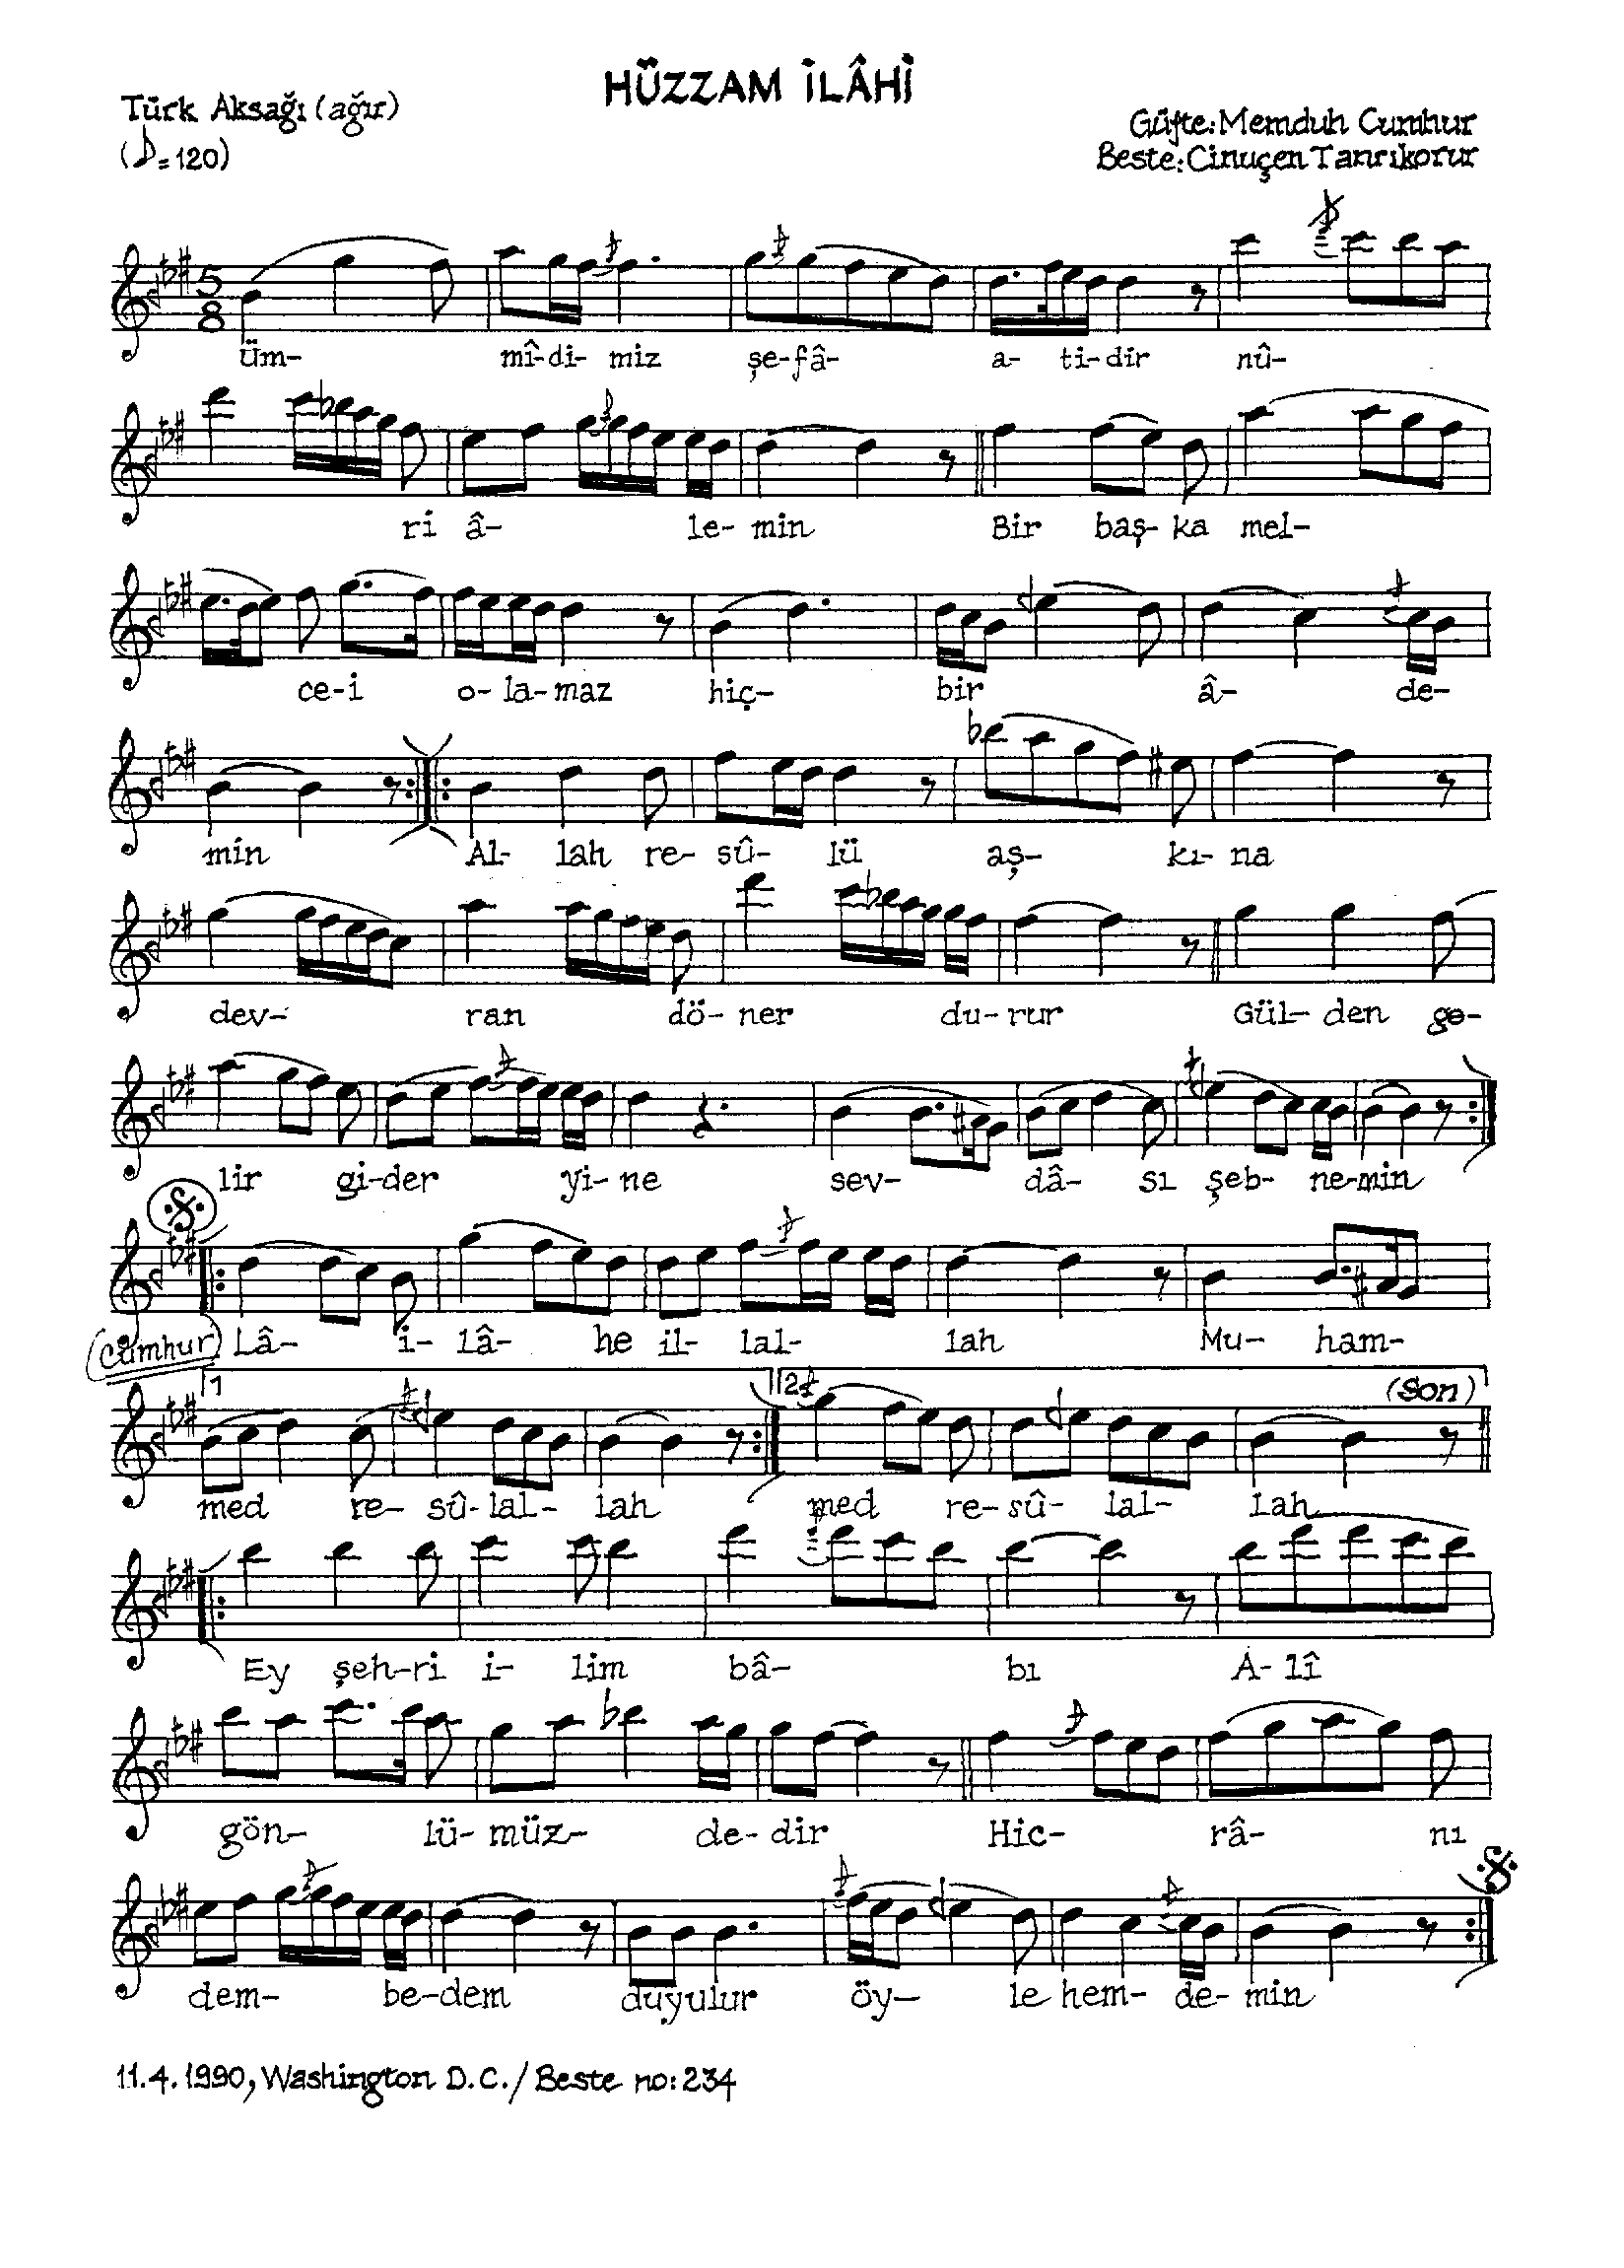 HÜZZAM İLÂHİ
Türk Aksağı (ağır)
(♪=120)
Güfte: Memduh Cumhur
Beste: Cinuçen Tanrıkorur
5
8
Üm- mî-di- miz şe-fâ- a- ti-dir nû-
ri â- le- min Bir baş- ka mel-
ce-i o- la- maz hiç- bir â- de-
min Al- lah re- sû- lü aş- kı- na
dev- ran dö- ner du- rur Gül- den ge-
lir gi-der yi- ne sev- dâ- sı şeb- ne-min
(cumhur) Lâ- i- lâ- he il- lal- lah Mu- ham-
1 2 (Son)
med re- sû- lal- lah med re- sû- lal- Lah
Ey şeh-ri i- lim bâ- bı A- lî
gön- lü- müz- de- dir Hic- râ- nı
dem- be-dem duyulur öy- le hem- de- min
11.4.1990, Washington D.C./ Beste no: 234